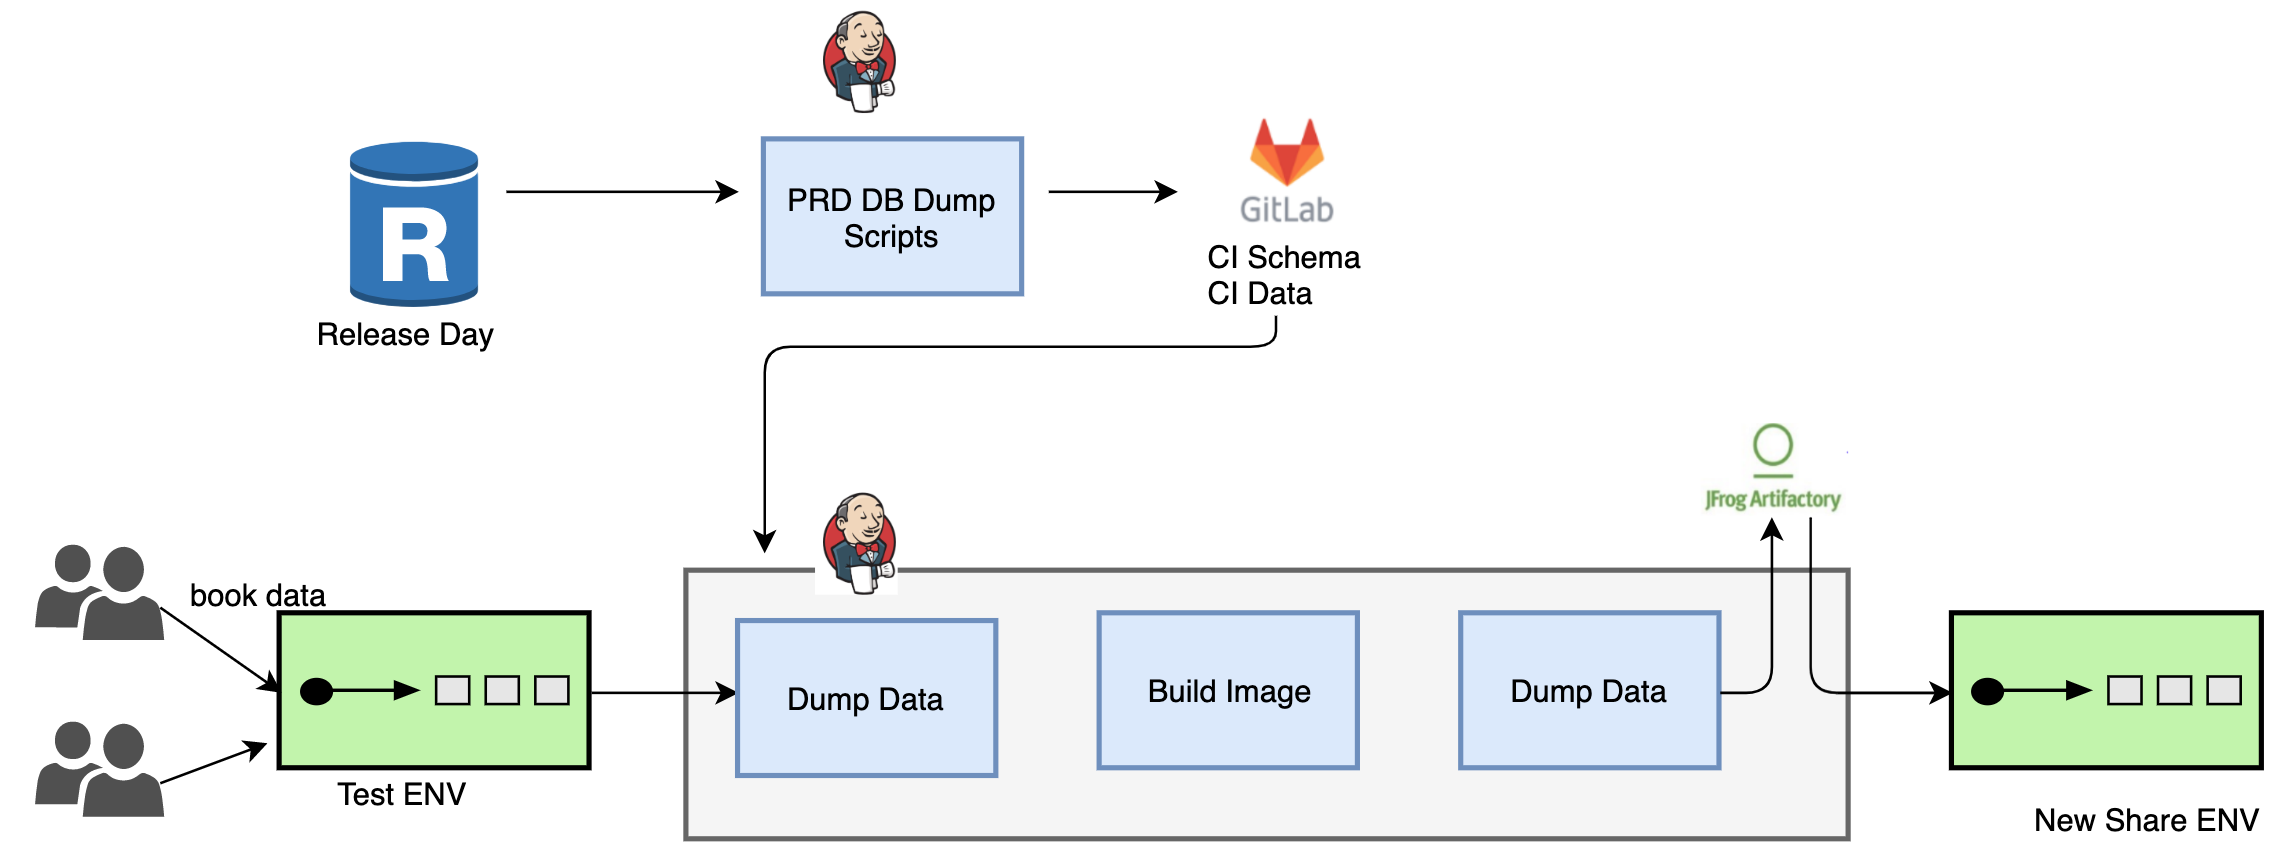 PRD DB Dump
Scripts
R
GitLab
CI Schema
CI Data
Release Day
JFrog Artifactory
book data
Dump Data
Build Image
Dump Data
Test ENV
New Share ENV